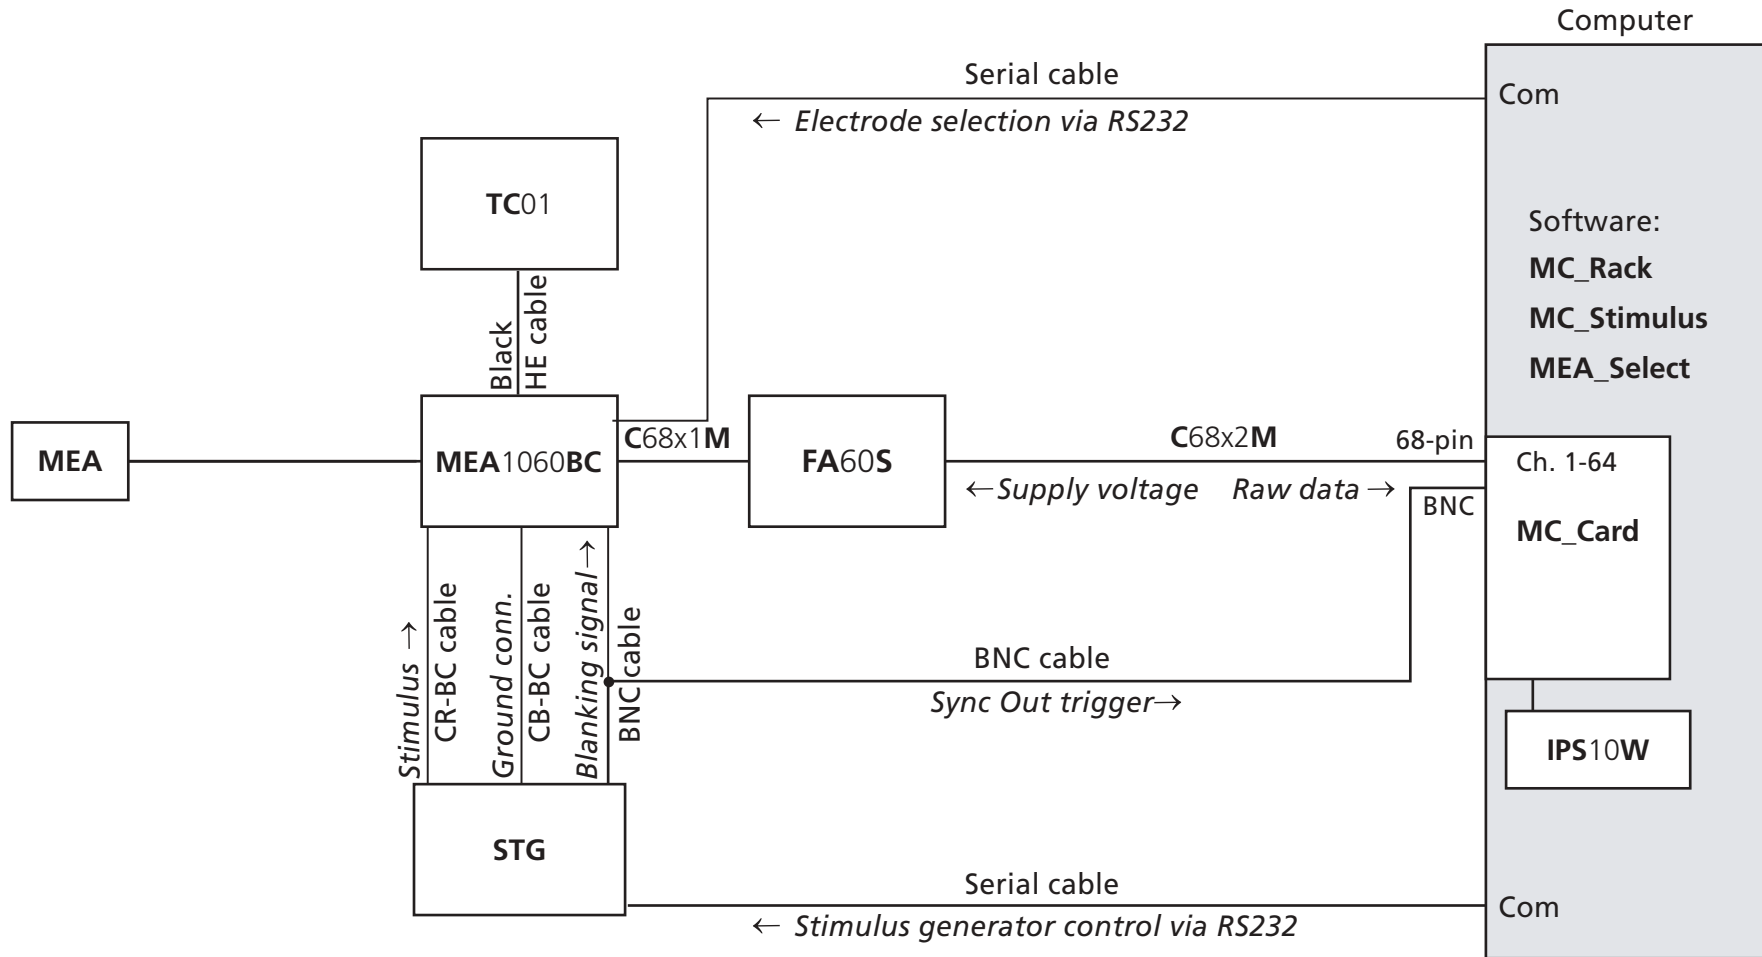 Computer
Serial cable
Com
← Electrode selection via RS232
TC01
Software:
MC_Rack
MC_Stimulus
MEA_Select
Black
HE cable
MEA
MEA1060BC
C68x1M
FA60S
C68x2M
68-pin
Ch. 1-64
←Supply voltage
Raw data →
BNC
MC_Card
Stimulus →
CR-BC cable
Ground conn.
CB-BC cable
Blanking signal→
BNC cable
BNC cable
Sync Out trigger→
IPS10W
STG
Serial cable
Com
← Stimulus generator control via RS232